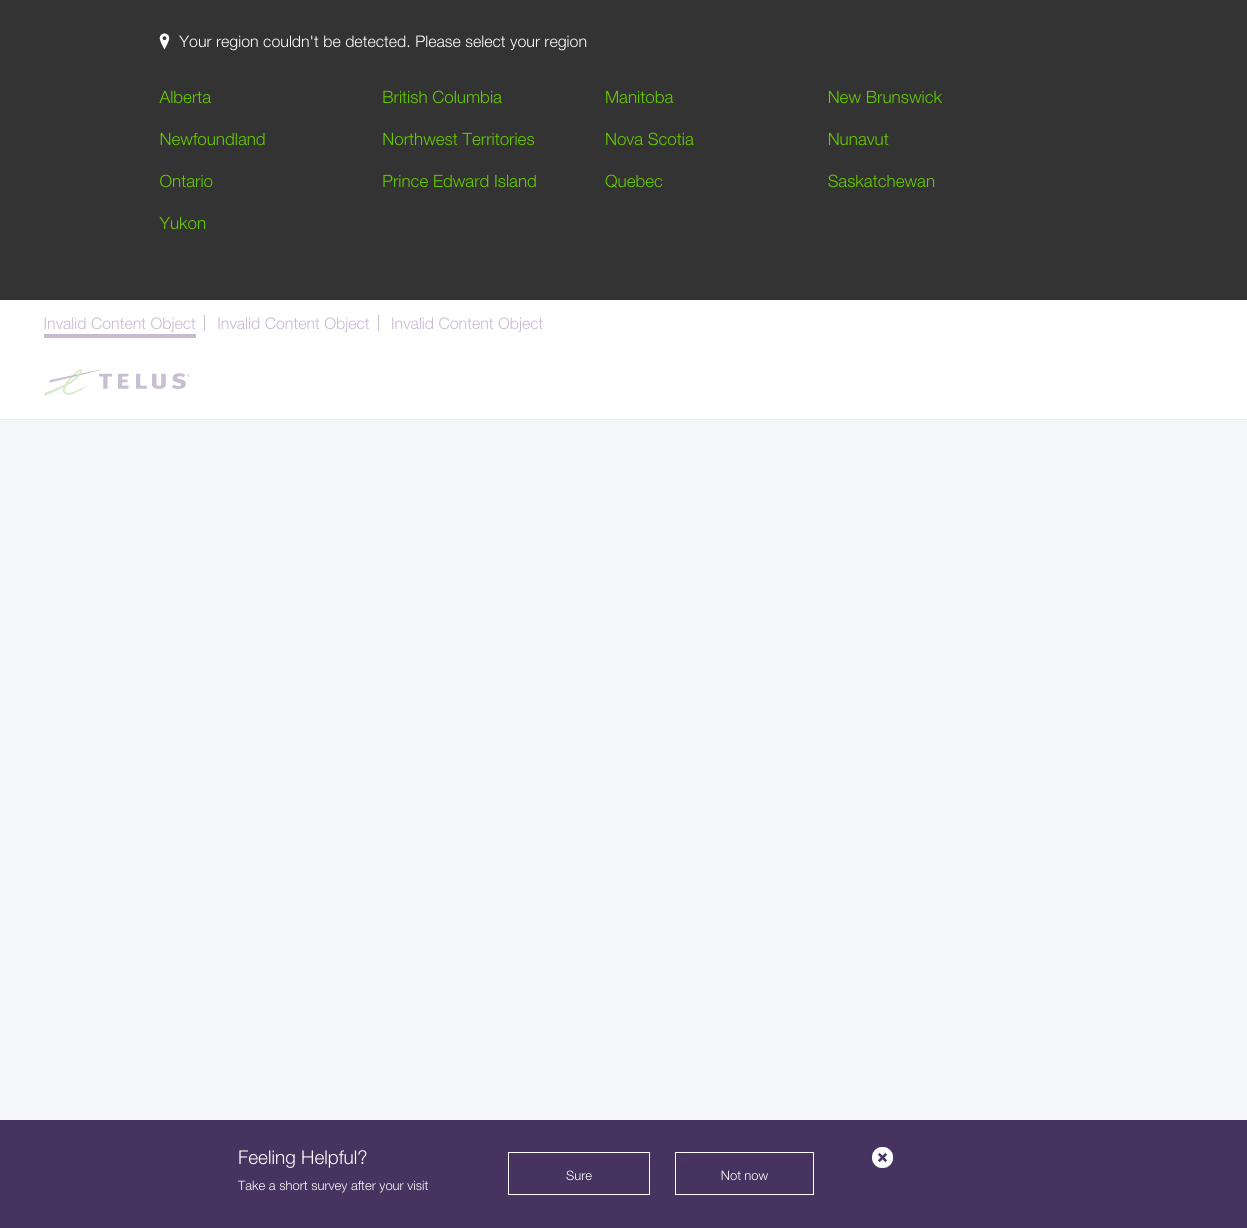 Your region couldn't be detected. Please select your region
Alberta British Columbia Manitoba New Brunswick
Newfoundland Northwest Territories Nova Scotia Nunavut
Ontario Prince Edward Island Quebec Saskatchewan
Yukon
Invalid Content Object Invalid Content Object Invalid Content Object
TELUS
Feeling Helpful?
Take a short survey after your visit
Sure Not now